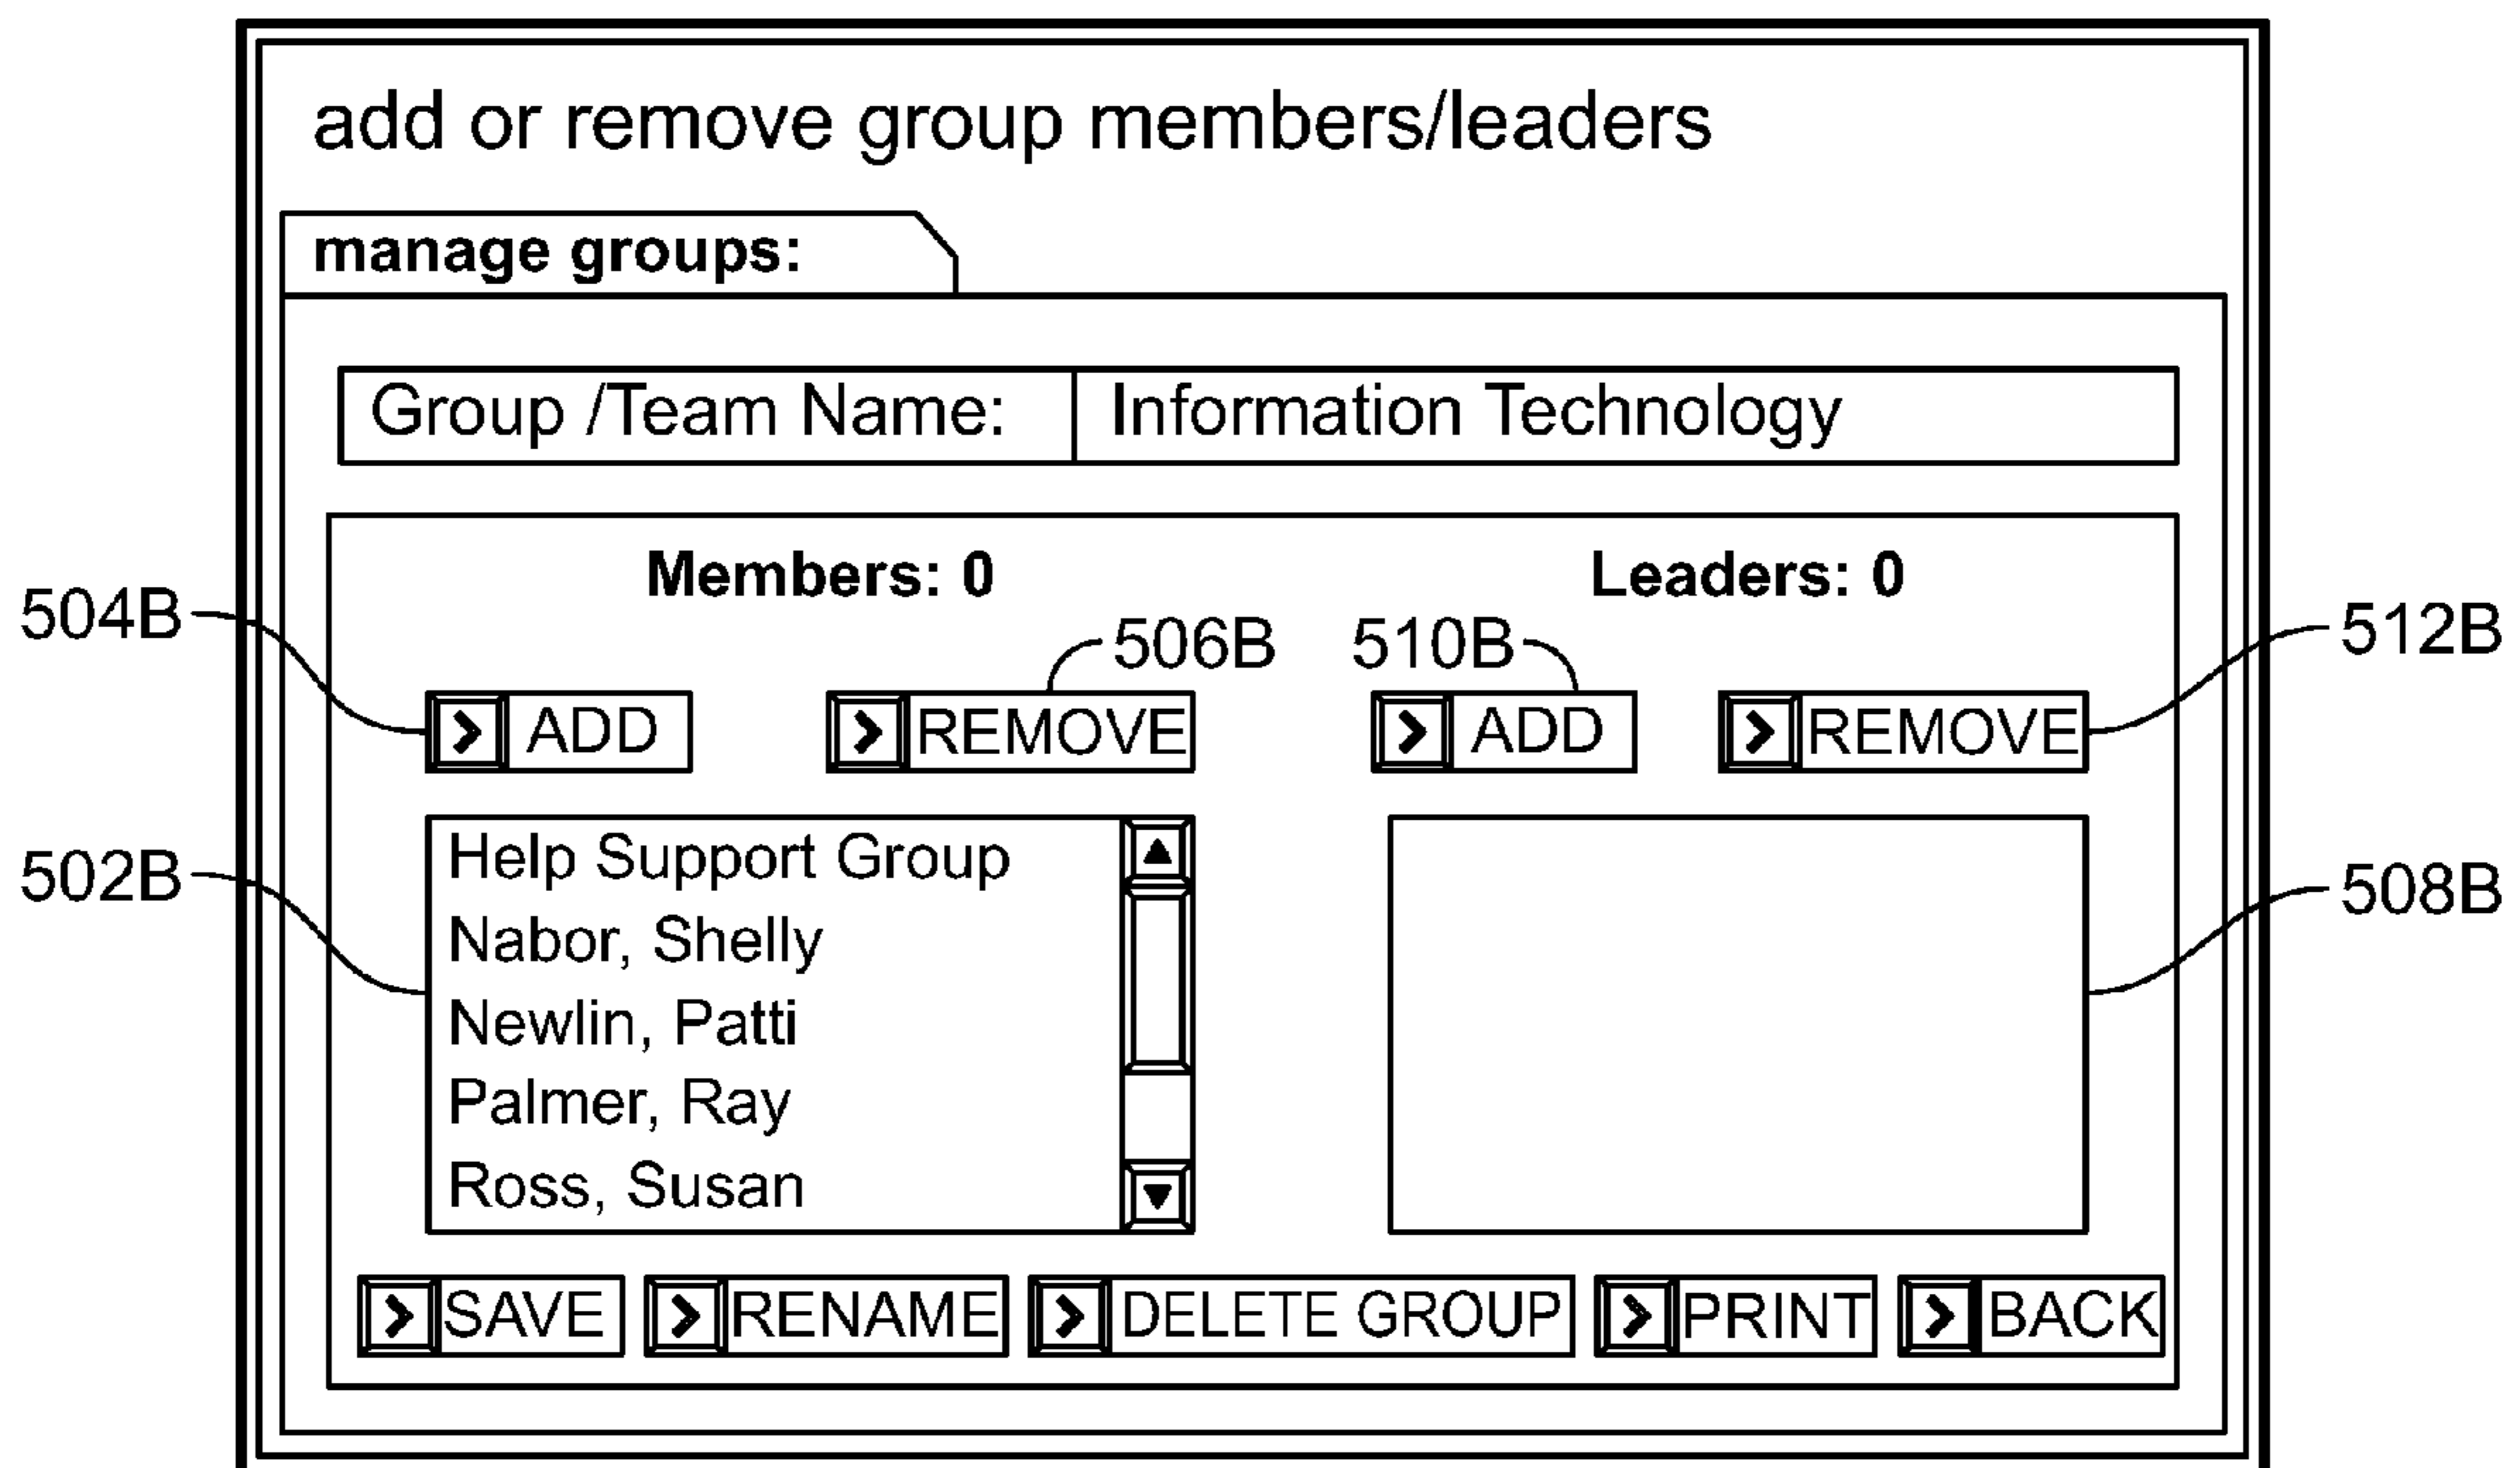 add or remove group members/leaders
manage groups:
Group /Team Name: Information Technology
Members: 0 Leaders: 0
504B 506B 510B 512B
ADD REMOVE ADD REMOVE
Help Support Group
502B 508B
Nabor, Shelly
Newlin, Patti
Palmer, Ray
Ross, Susan
SAVE RENAME DELETE GROUP PRINT BACK